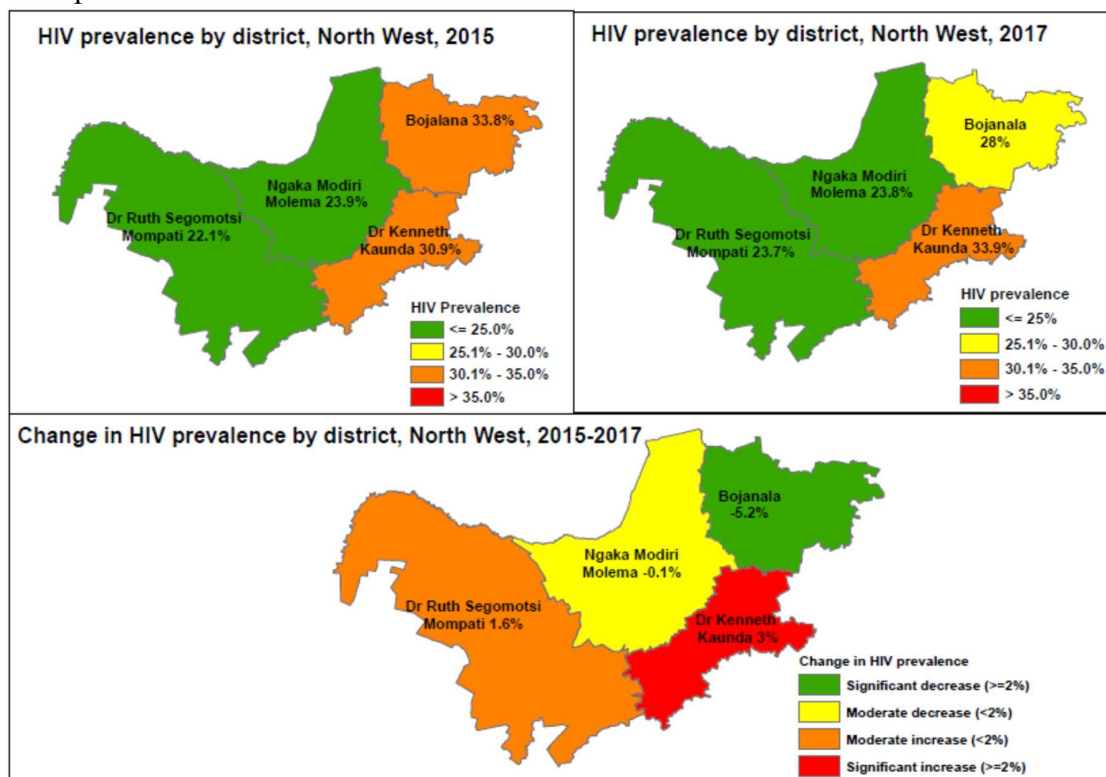 HIV prevalence by district, North West, 2015
Bojalana 33.8%
Ngaka Modiri
Molema 23.9%
Dr Ruth Segomotsi
Mompati 22.1%
Dr Kenneth
Kaunda 30.9%
HIV Prevalence
<= 25.0%
25.1% - 30.0%
30.1% - 35.0%
> 35.0%
HIV prevalence by district, North West, 2017
Bojanala
28%
Ngaka Modiri
Molema 23.8%
Dr Ruth Segomotsi
Mompati 23.7%
Dr Kenneth
Kaunda 33.9%
HIV prevalence
<= 25%
25.1% - 30.0%
30.1% - 35.0%
> 35.0%
Change in HIV prevalence by district, North West, 2015-2017
Bojanala
-5.2%
Ngaka Modiri
Molema -0.1%
Dr Ruth Segomotsi
Mompati 1.6%
Dr Kenneth
Kaunda 3%
Change in HIV prevalence
Significant decrease (>=2%)
Moderate decrease (<2%)
Moderate increase (<2%)
Significant increase (>=2%)